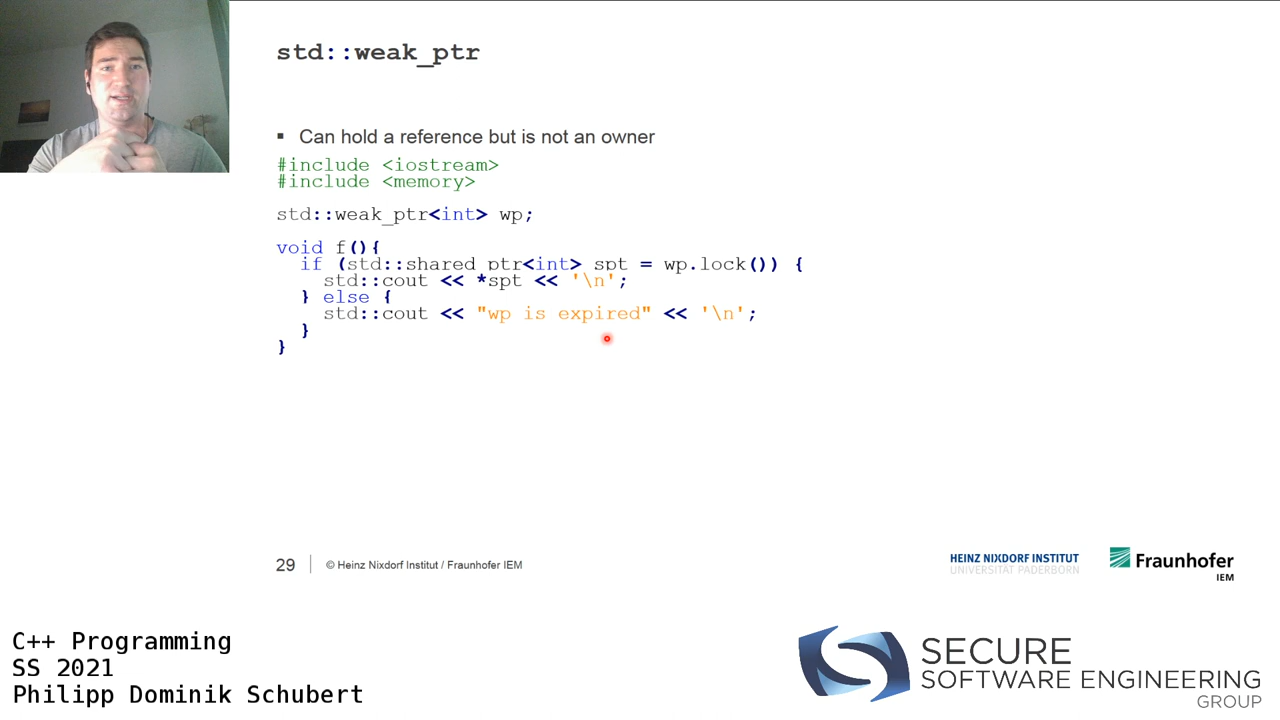 std::weak_ptr
▪ Can hold a reference but is not an owner
#include <iostream>
#include <memory>
std::weak_ptr<int> wp;
void f(){
  if (std::shared_ptr<int> spt = wp.lock()) {
    std::cout << *spt << '\n';
  } else {
    std::cout << "wp is expired" << '\n';
  }
}
29 | © Heinz Nixdorf Institut / Fraunhofer IEM
HEINZ NIXDORF INSTITUT
UNIVERSITÄT PADERBORN
Fraunhofer
IEM
C++ Programming
SS 2021
Philipp Dominik Schubert
SECURE
SOFTWARE ENGINEERING
GROUP